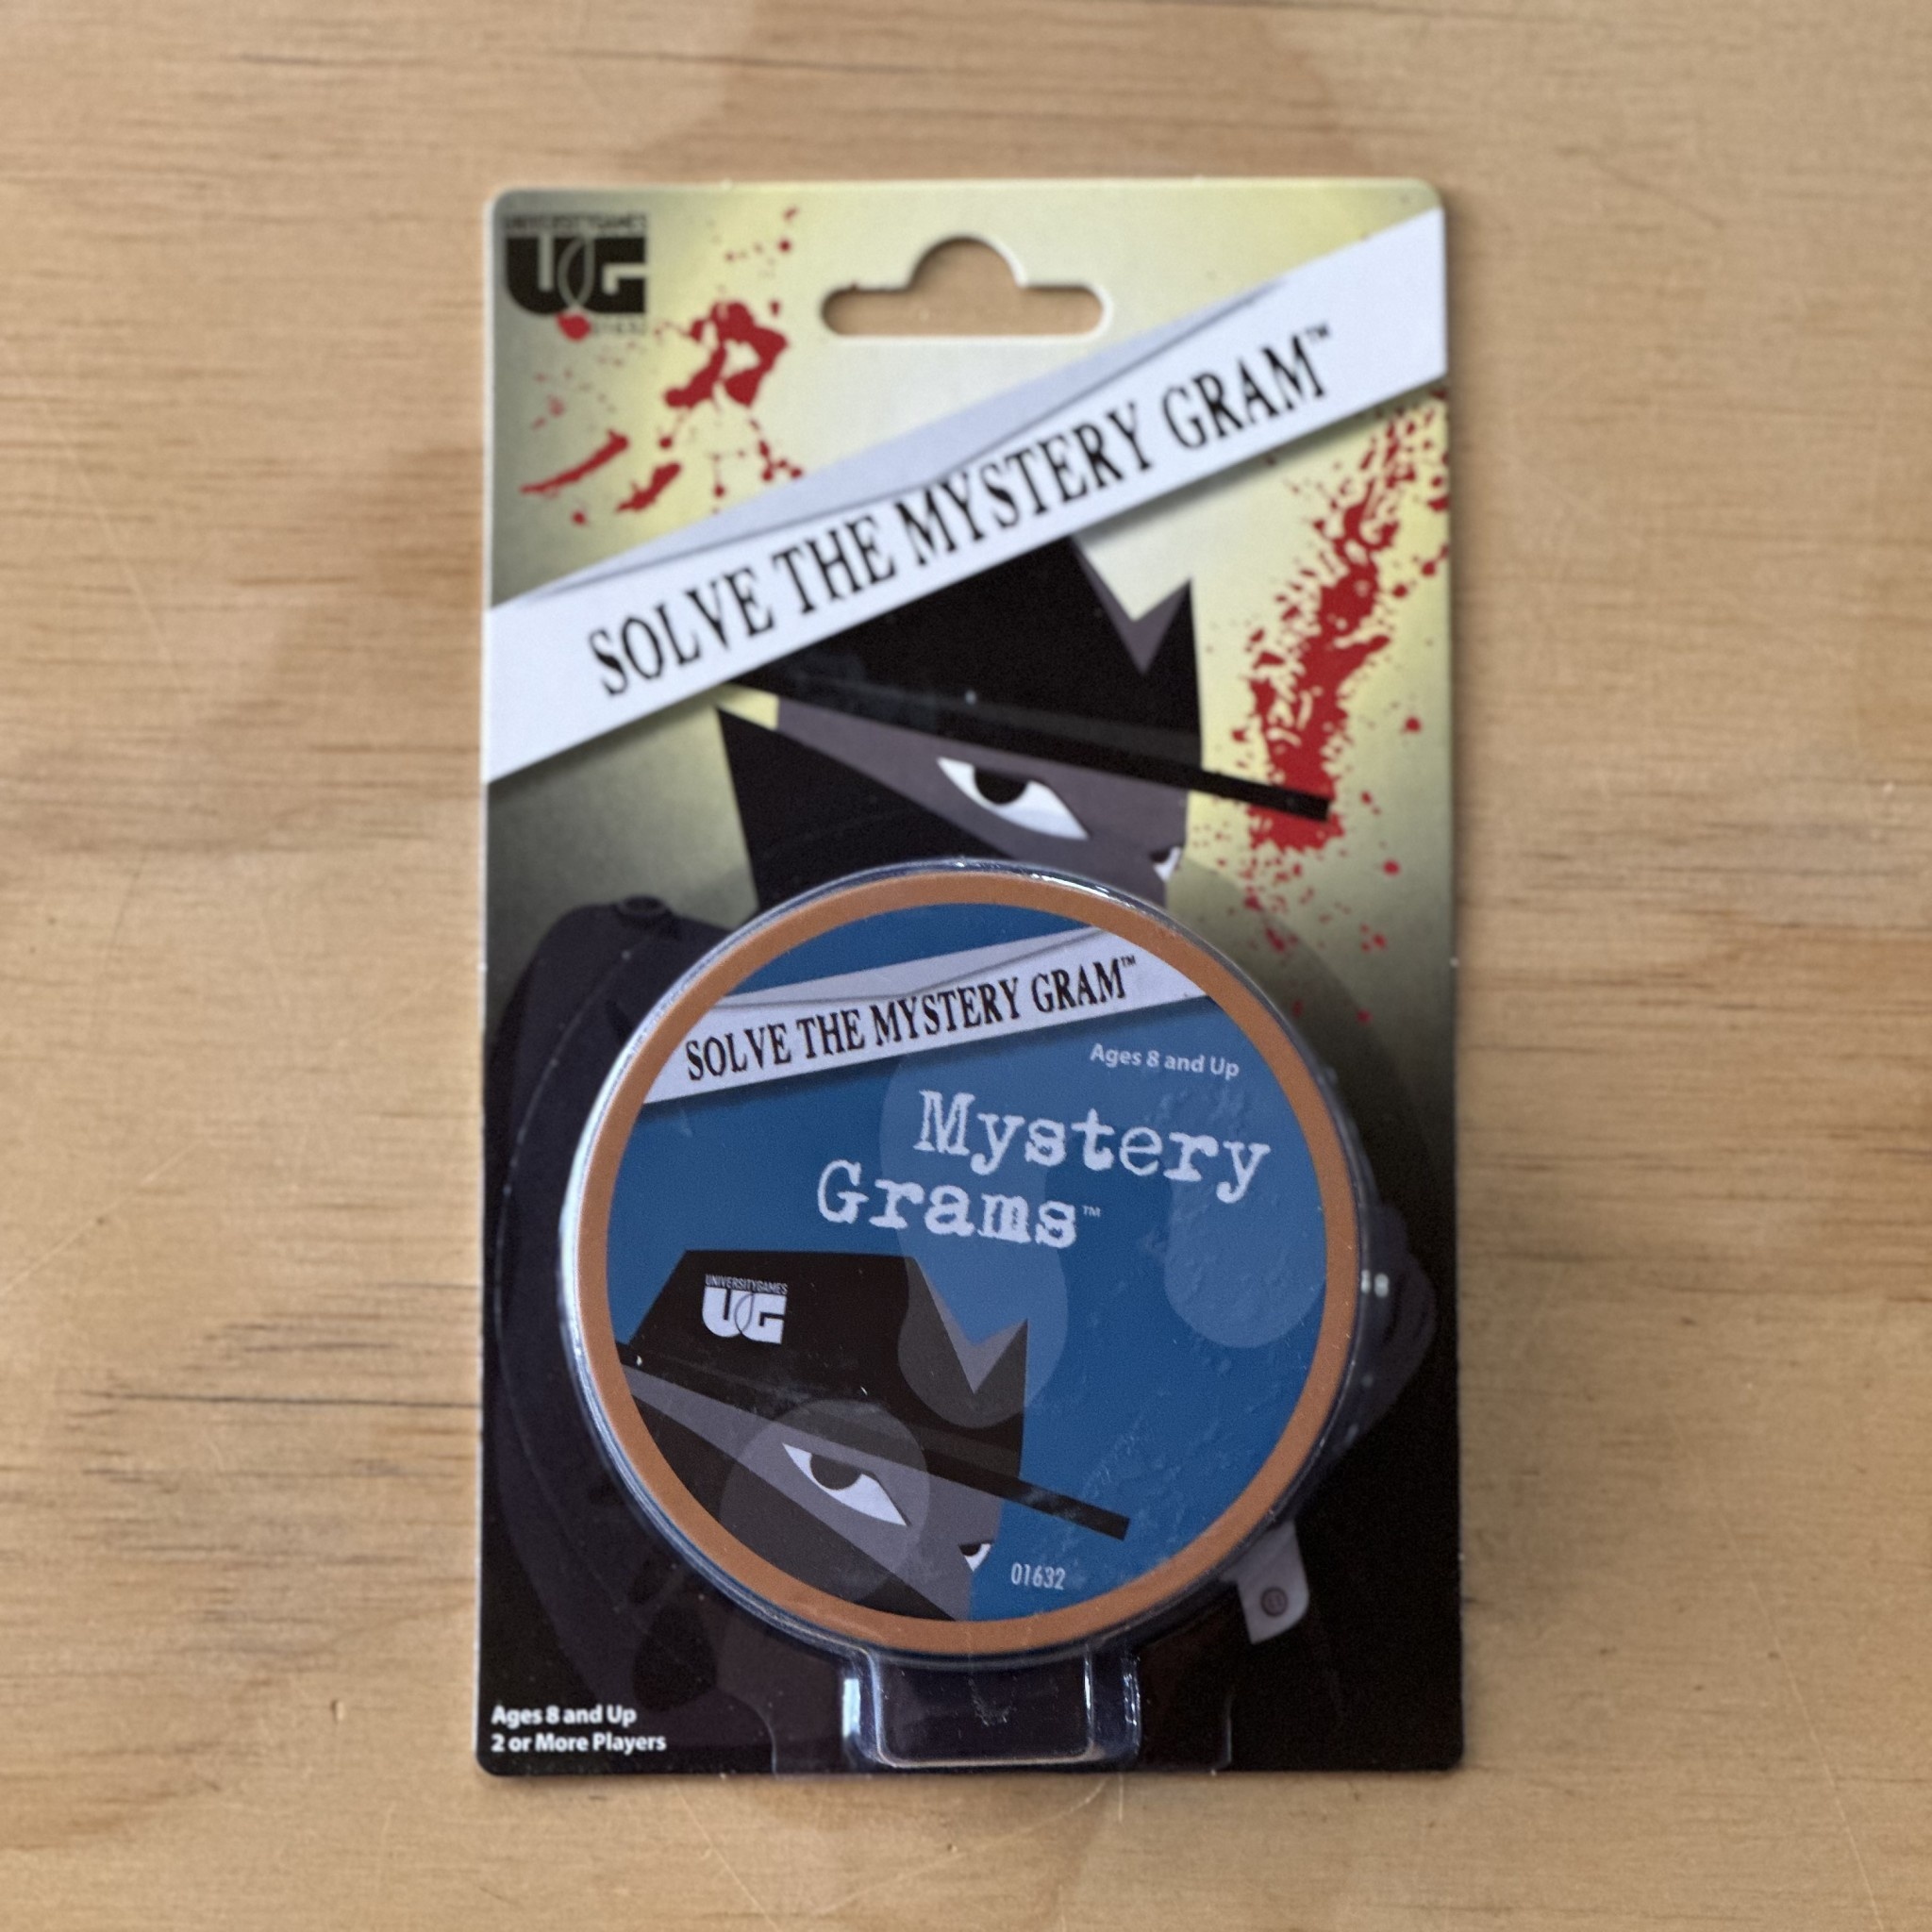 UNIVERSITYGAMES
UG
SOLVE THE MYSTERY GRAM™
SOLVE THE MYSTERY GRAM™
Ages 8 and Up
Mystery
Grams™
UNIVERSITYGAMES
UG
01632
Ages 8 and Up
2 or More Players